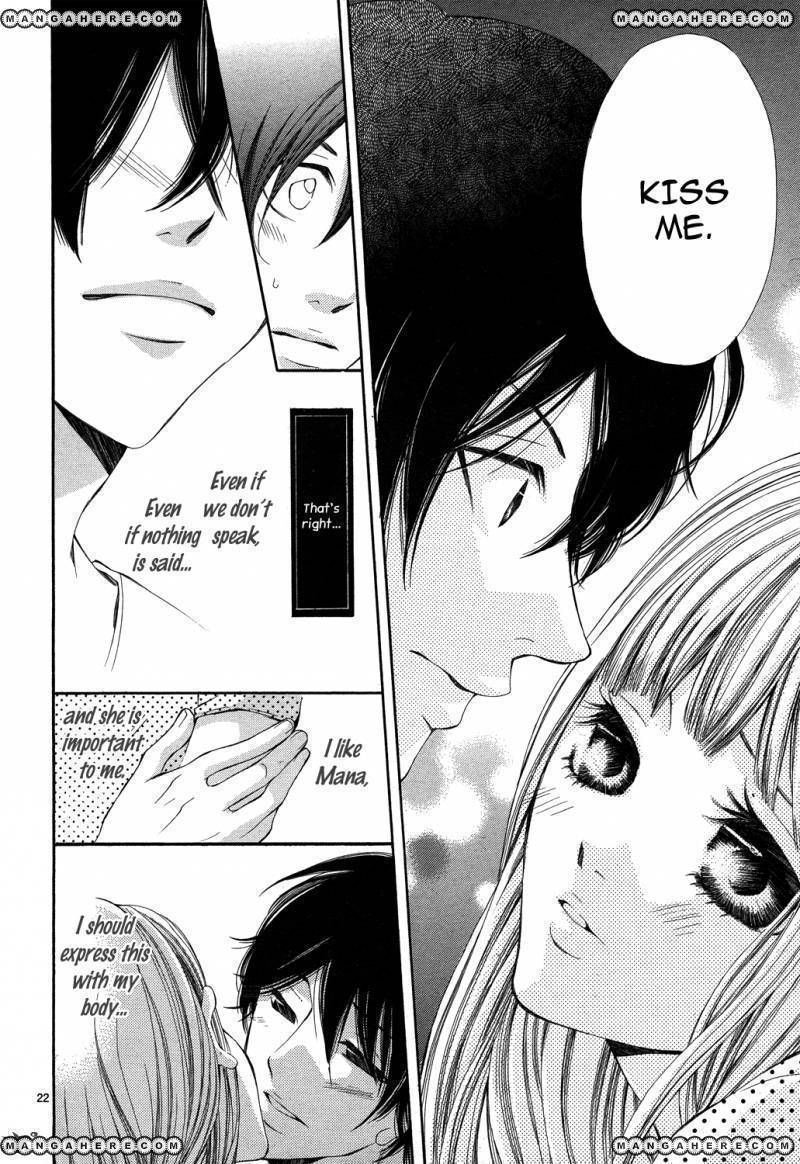 MANGAHERE.COM
MANGAHERE.COM
KISS
ME.
That's
right...
Even if
we don't
speak,
Even
if nothing
is said...
I like
Mana,
and she is
important
to me.
I should
express this
with my
body...
22
MANGAHERE.COM
MANGAHERE.COM